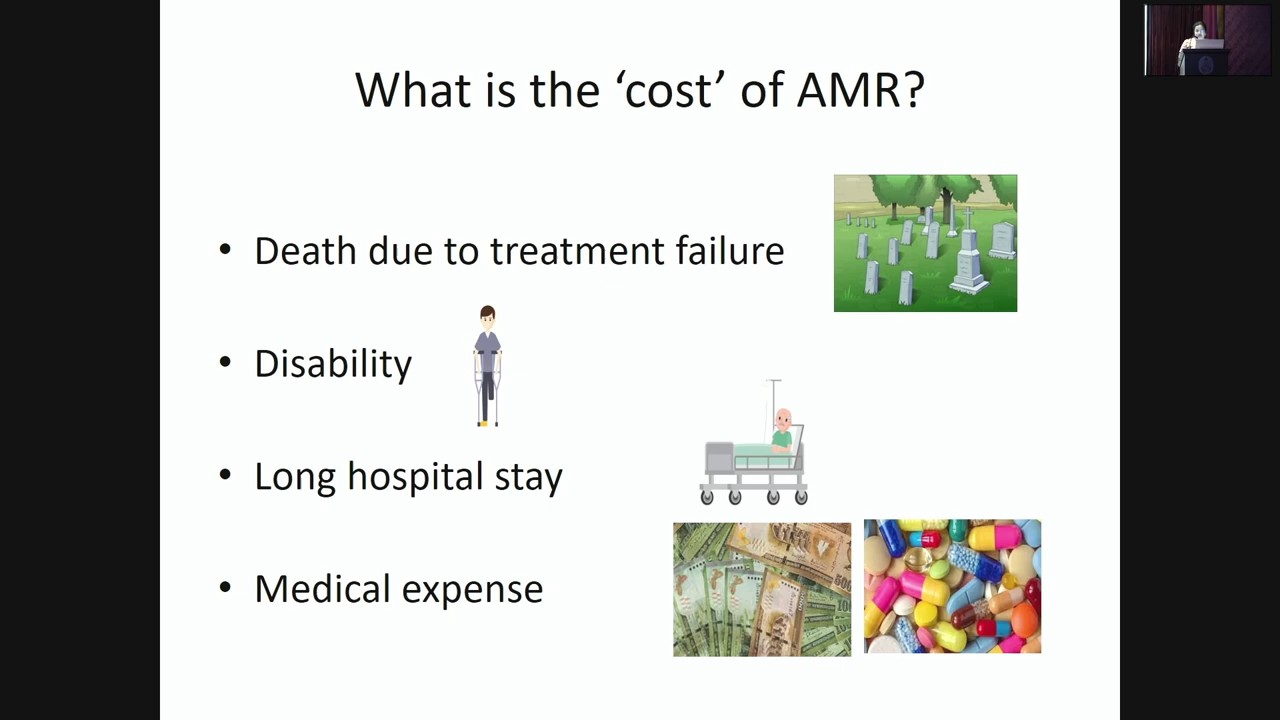 What is the ‘cost’ of AMR?
• Death due to treatment failure
• Disability
• Long hospital stay
• Medical expense